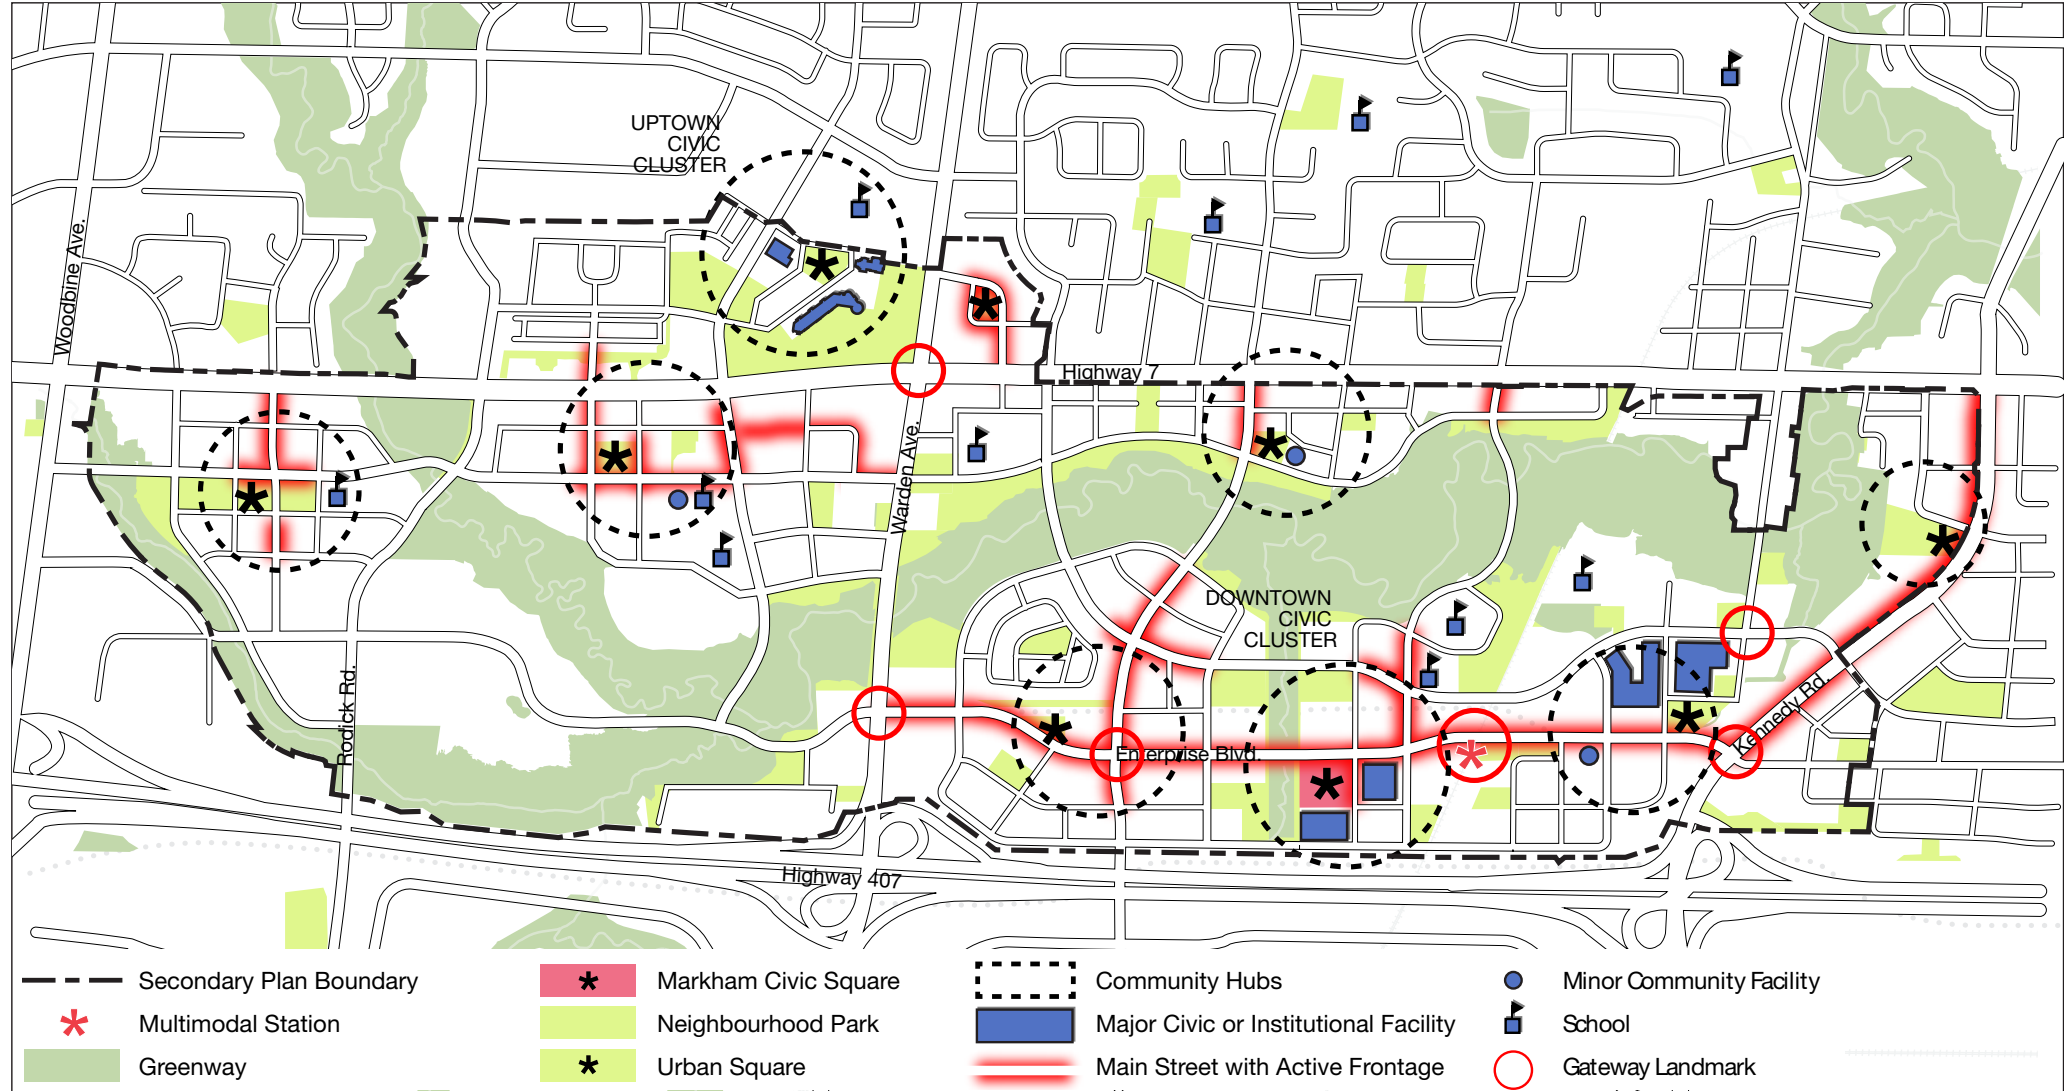 UPTOWN
CIVIC
CLUSTER
Woodbine Ave.
Highway 7
Warden Ave.
DOWNTOWN
CIVIC
CLUSTER
Rodick Rd.
Enterprise Blvd.
Kennedy Rd.
Highway 407
Secondary Plan Boundary
Markham Civic Square
Community Hubs
Minor Community Facility
Multimodal Station
Neighbourhood Park
Major Civic or Institutional Facility
School
Greenway
Urban Square
Main Street with Active Frontage
Gateway Landmark